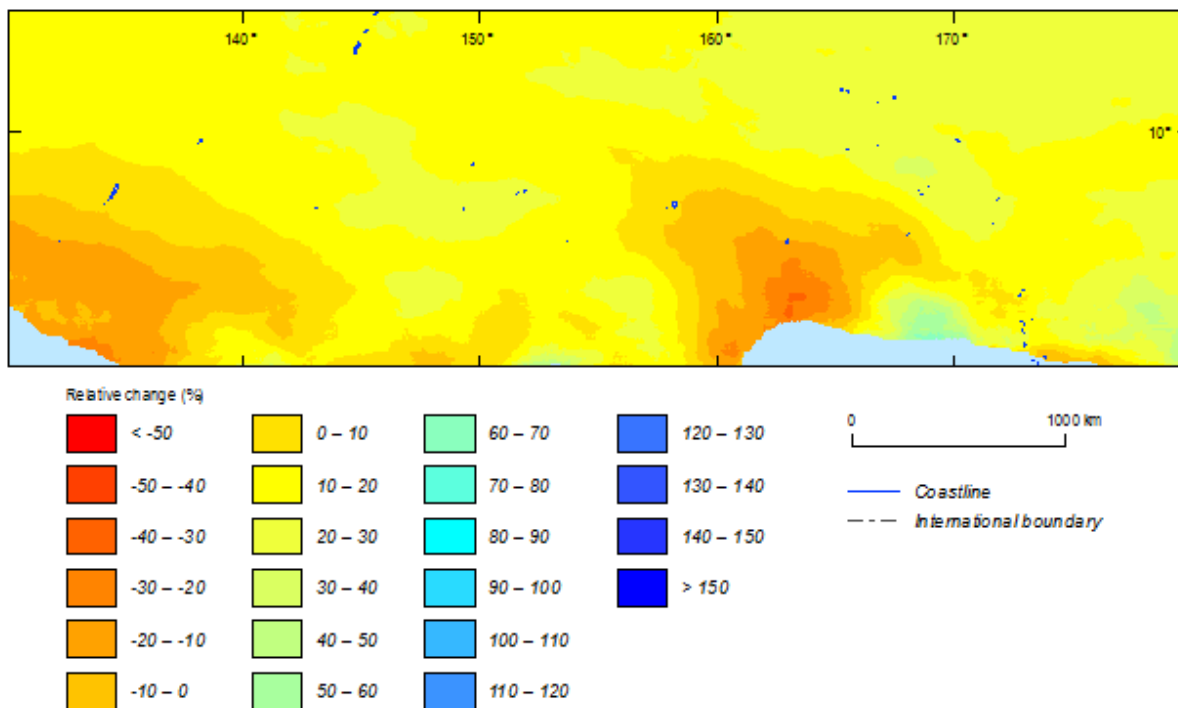 140°
150°
160°
170°
10°
Relative change (%)
< -50
-50 – -40
-40 – -30
-30 – -20
-20 – -10
-10 – 0
0 – 10
10 – 20
20 – 30
30 – 40
40 – 50
50 – 60
60 – 70
70 – 80
80 – 90
90 – 100
100 – 110
110 – 120
120 – 130
130 – 140
140 – 150
> 150
0
1000 km
Coastline
International boundary